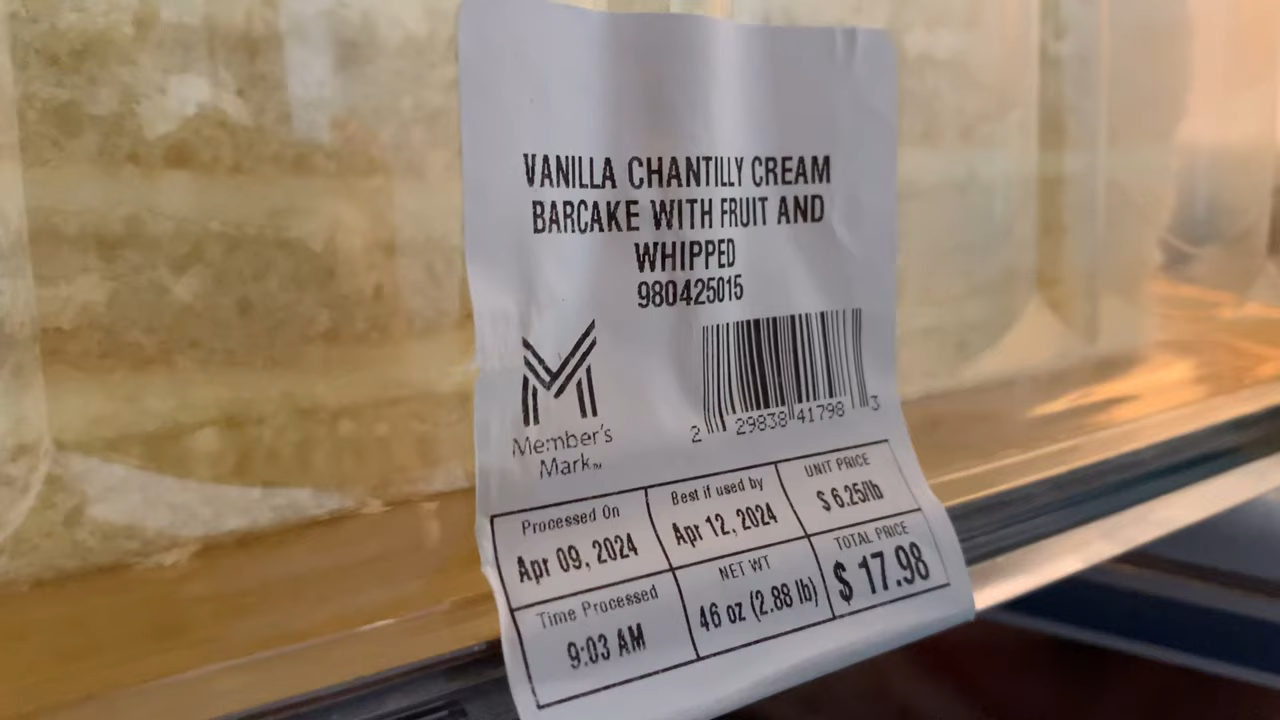 VANILLA CHANTILLY CREAM
BARCAKE WITH FRUIT AND
WHIPPED
980425015
Member's
Mark™
2 29838 41798 3
Processed On
Apr 09, 2024
Best if used by
Apr 12, 2024
UNIT PRICE
$ 6.25/lb
Time Processed
9:03 AM
NET WT
46 oz (2.88 lb)
TOTAL PRICE
$ 17.98